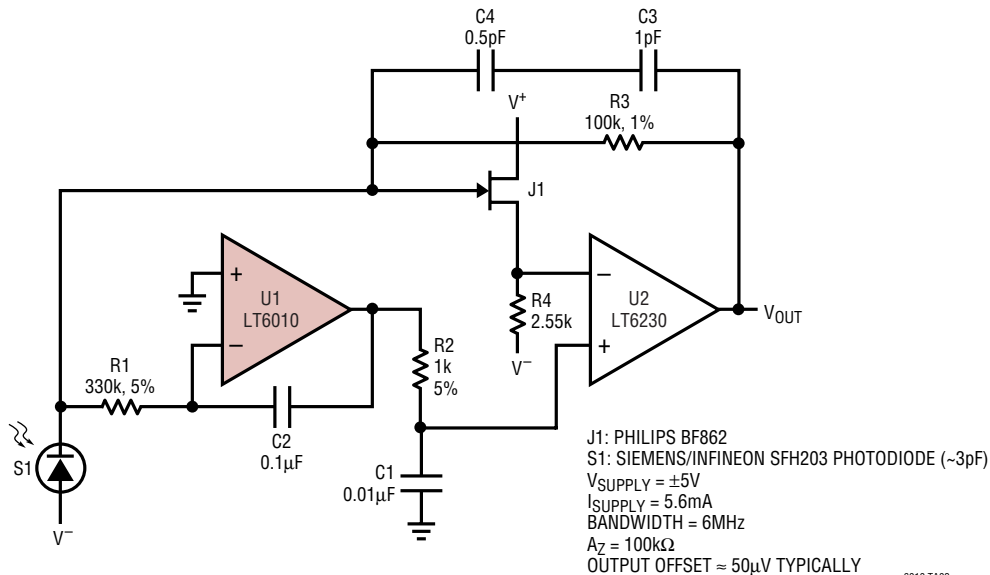 C4
0.5pF
C3
1pF
V+
R3
100k, 1%
J1
+
U1
LT6010
−
−
U2
LT6230
+
VOUT
R4
2.55k
V−
R2
1k
5%
R1
330k, 5%
C2
0.1µF
S1
V−
C1
0.01µF
J1: PHILIPS BF862
S1: SIEMENS/INFINEON SFH203 PHOTODIODE (~3pF)
VSUPPLY = ±5V
ISUPPLY = 5.6mA
BANDWIDTH = 6MHz
AZ = 100kΩ
OUTPUT OFFSET ≈ 50µV TYPICALLY